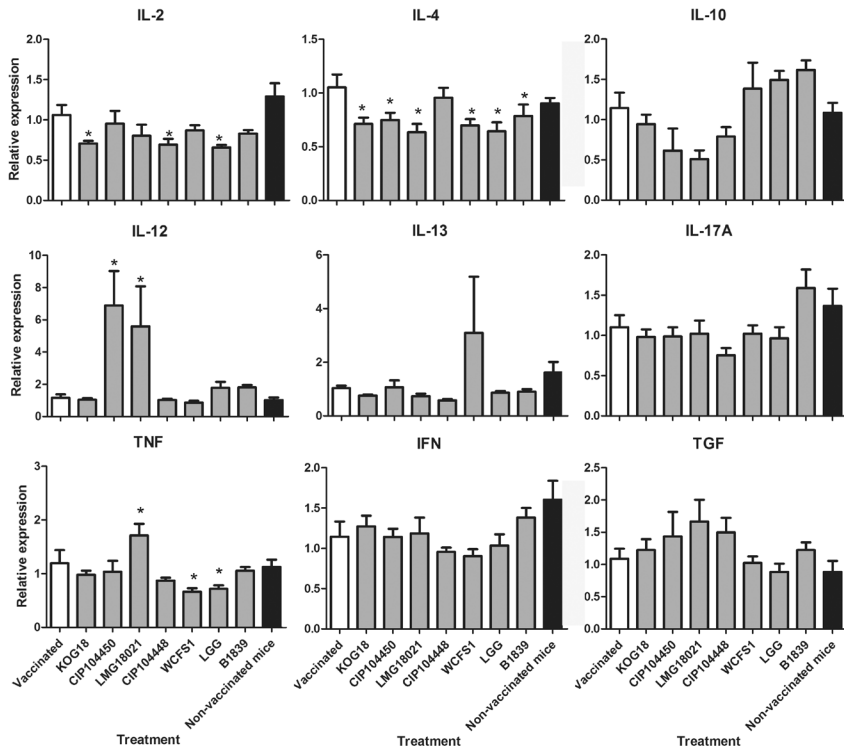 IL-2
IL-4
IL-10
Relative expression
2.0
1.5
1.0
0.5
0.0
*
*
*
1.5
1.0
0.5
0.0
*
*
*
*
*
*
2.0
1.5
1.0
0.5
0.0
IL-12
IL-13
IL-17A
Relative expression
10
8
6
4
2
0
*
*
6
4
2
0
2.0
1.5
1.0
0.5
0.0
TNF
IFN
TGF
Relative expression
3
2
1
0
*
*
*
2.0
1.5
1.0
0.5
0.0
2.5
2.0
1.5
1.0
0.5
0.0
Vaccinated
KOG18
CIP104450
LMG18021
CIP104448
WCFS1
LGG
B1839
Non-vaccinated mice
Vaccinated
KOG18
CIP104450
LMG18021
CIP104448
WCFS1
LGG
B1839
Non-vaccinated mice
Vaccinated
KOG18
CIP104450
LMG18021
CIP104448
WCFS1
LGG
B1839
Non-vaccinated mice
Treatment
Treatment
Treatment